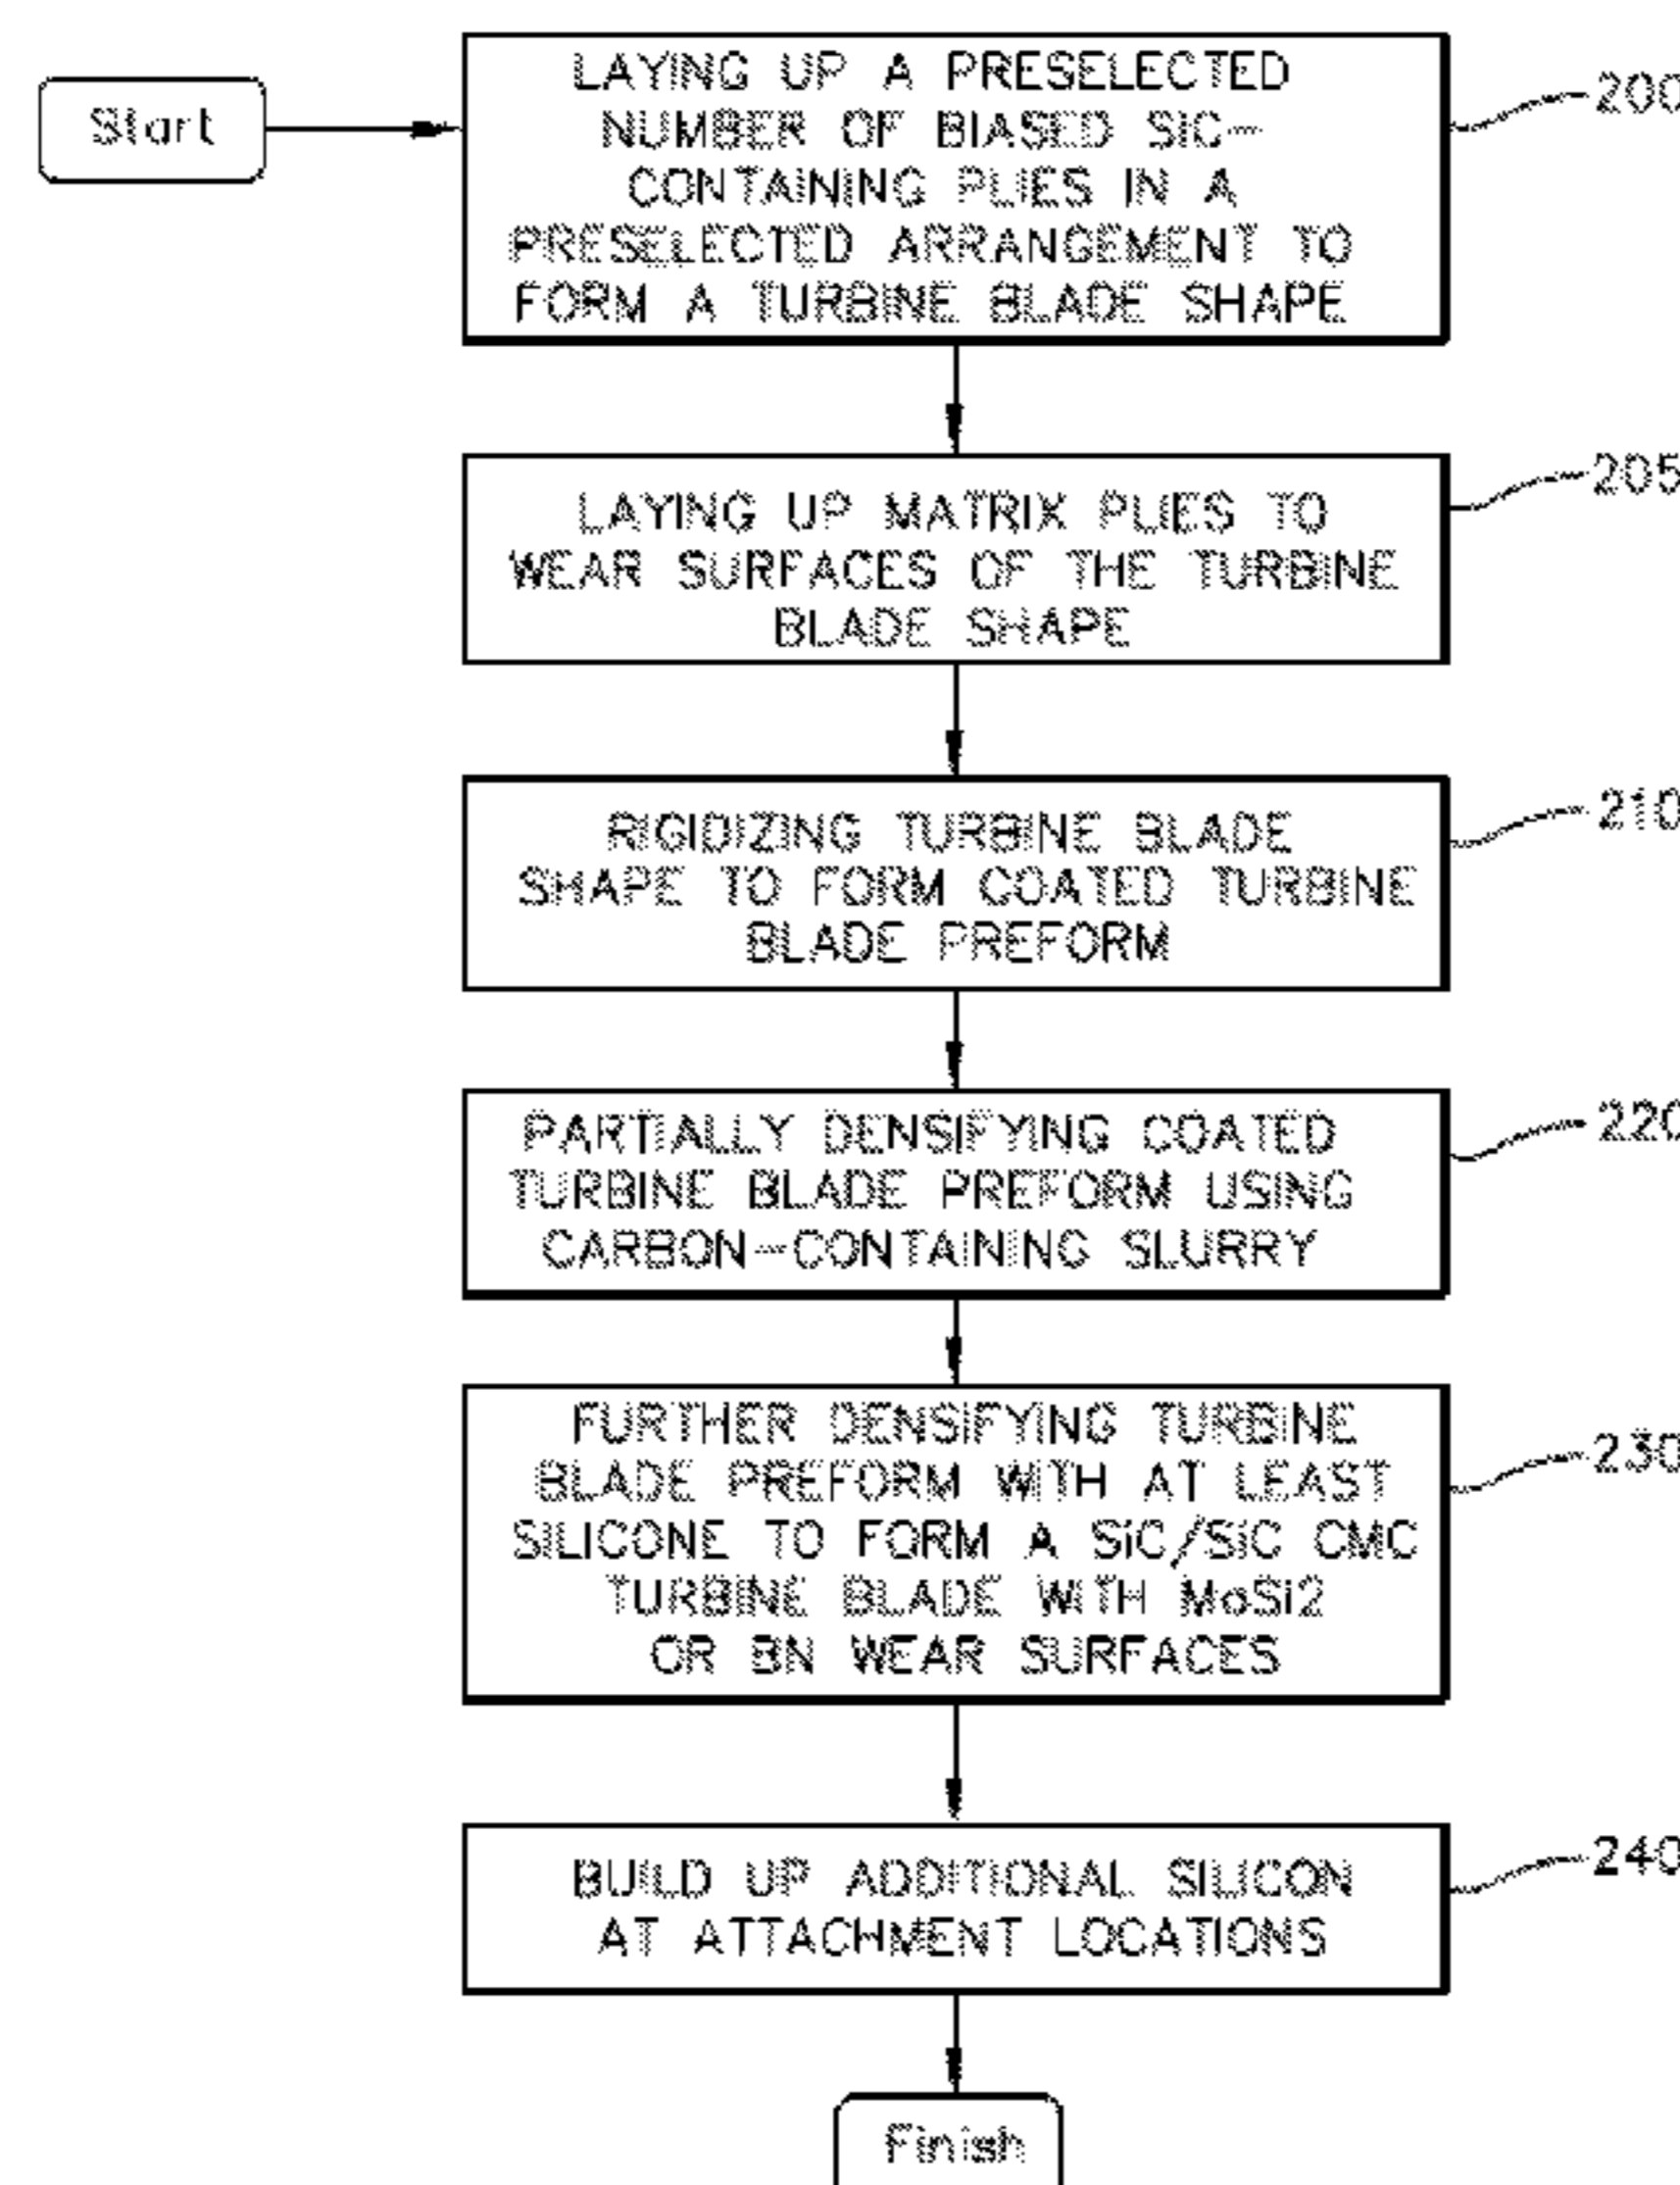 Start
LAYING UP A PRESELECTED
NUMBER OF BIASED SIC-
CONTAINING PLIES IN A
PRESELECTED ARRANGEMENT TO
FORM A TURBINE BLADE SHAPE
200
LAYING UP MATRIX PLIES TO
WEAR SURFACES OF THE TURBINE
BLADE SHAPE
205
RIGIDIZING TURBINE BLADE
SHAPE TO FORM COATED TURBINE
BLADE PREFORM
210
PARTIALLY DENSIFYING COATED
TURBINE BLADE PREFORM USING
CARBON-CONTAINING SLURRY
220
FURTHER DENSIFYING TURBINE
BLADE PREFORM WITH AT LEAST
SILICONE TO FORM A SiC/SiC CMC
TURBINE BLADE WITH MoSi2
OR BN WEAR SURFACES
230
BUILD UP ADDITIONAL SILICON
AT ATTACHMENT LOCATIONS
240
Finish